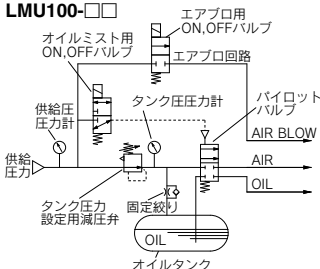 LMU100-□□
エアブロ用
ON,OFFバルブ
オイルミスト用
ON,OFFバルブ
エアブロ回路
供給圧
圧力計
タンク圧圧力計
パイロット
バルブ
AIR BLOW
供給
圧力
AIR
OIL
タンク圧力
設定用減圧弁
固定絞り
OIL
オイルタンク